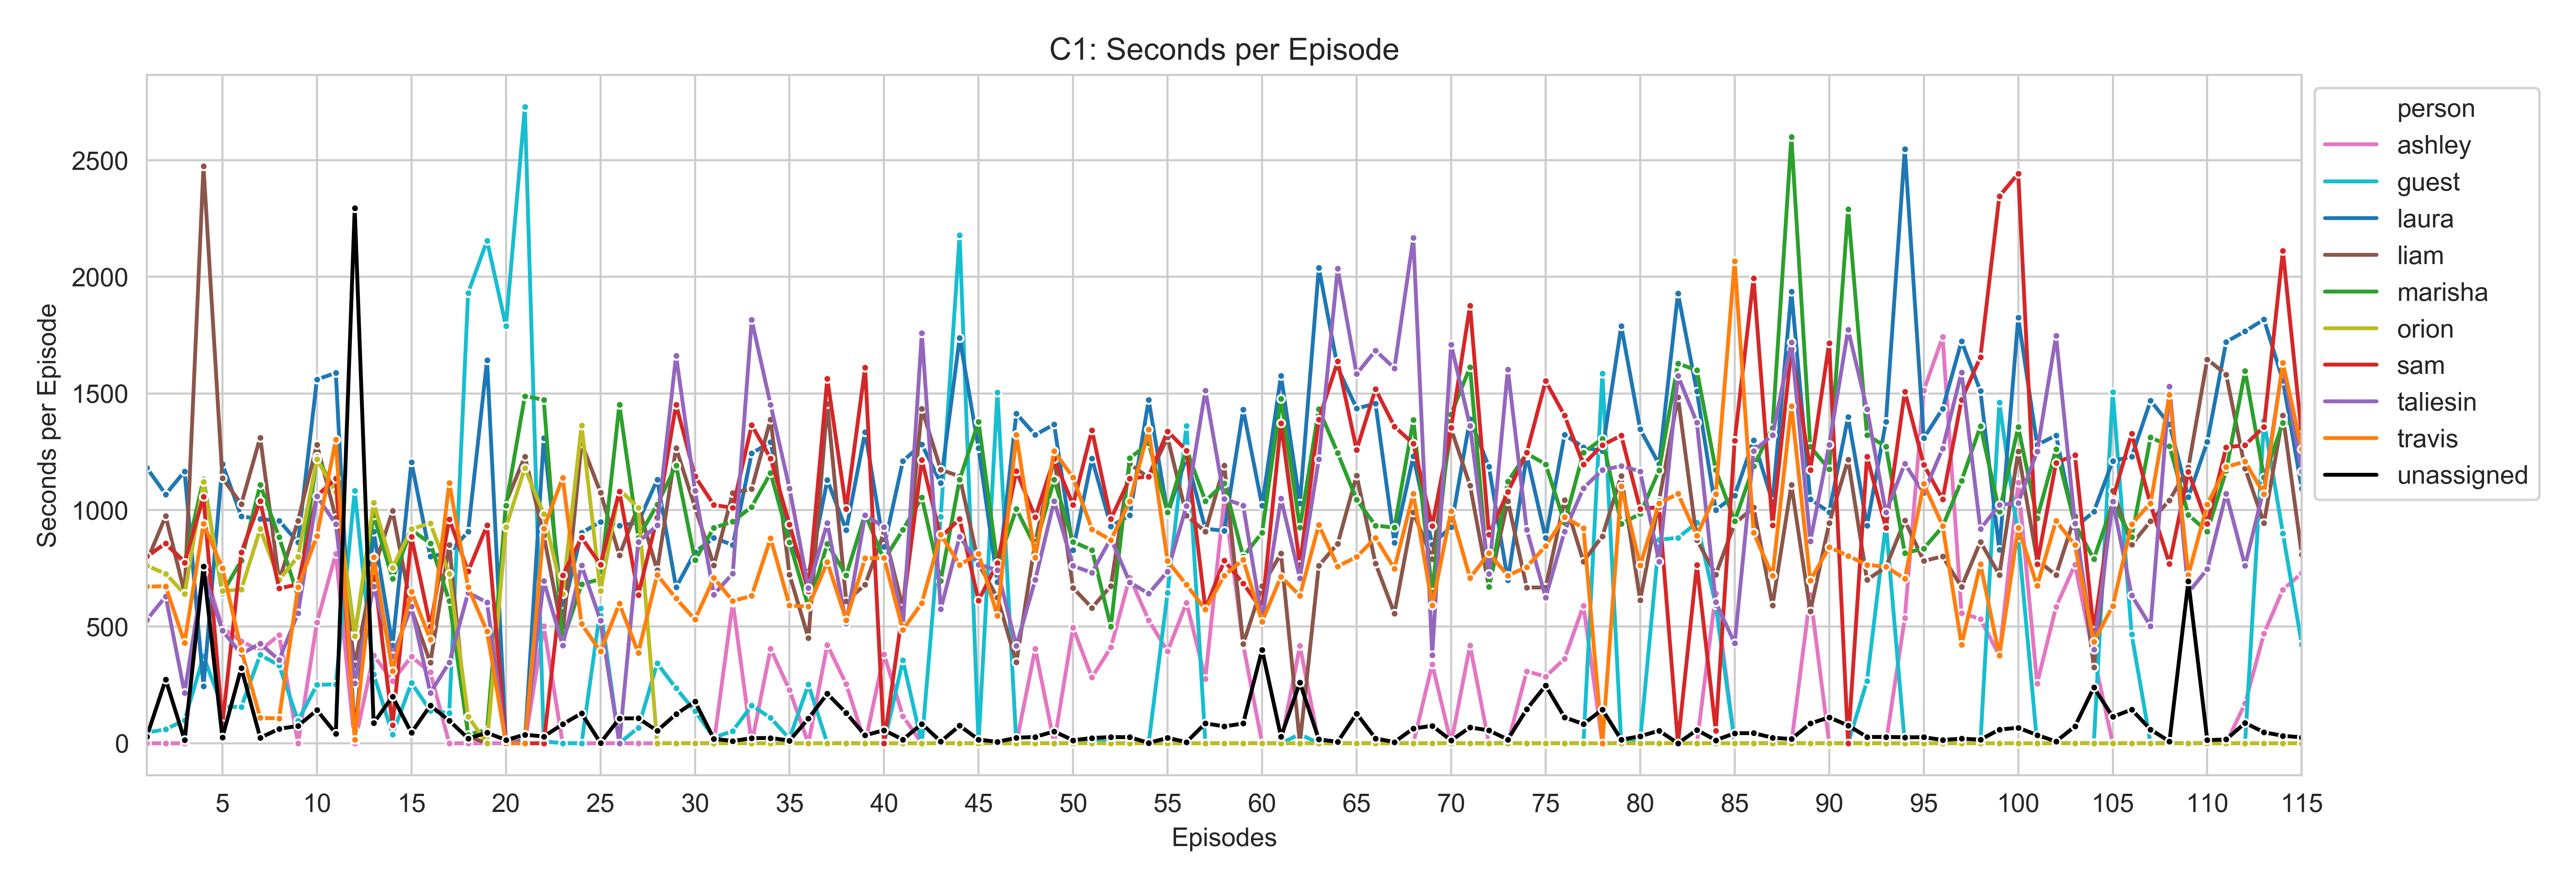 C1: Seconds per Episode
Seconds per Episode
2500
2000
1500
1000
500
0
5 10 15 20 25 30 35 40 45 50 55 60 65 70 75 80 85 90 95 100 105 110 115
Episodes
person
ashley
guest
laura
liam
marisha
orion
sam
taliesin
travis
unassigned